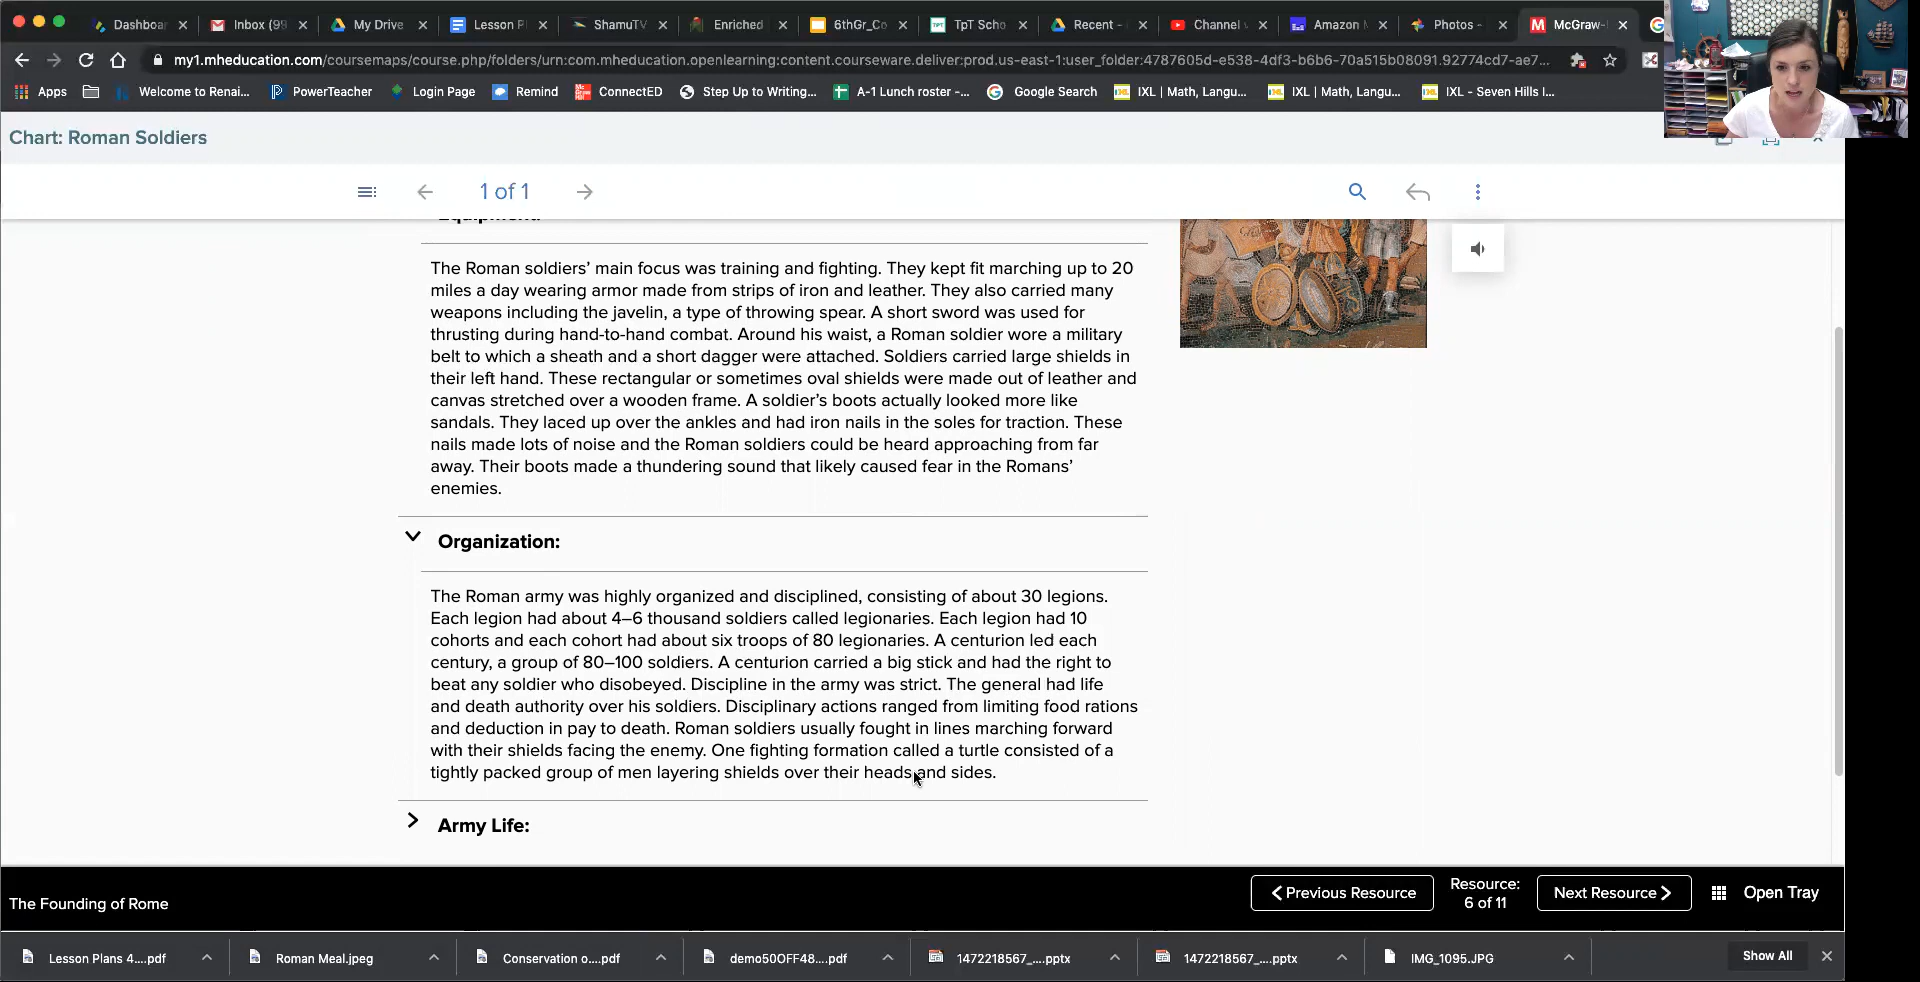 Dashboa
Inbox (99
My Drive
Lesson P
ShamuTV
Enriched
6thGr_Co
TpT Scho
Recent -
Channel
Amazon
Photos -
McGraw-
my1.mheducation.com/coursemaps/course.php/folders/urn:com.mheducation.openlearning:content.courseware.deliver:prod.us-east-1:user_folder:4787605d-e538-4df3-b6b6-70a515b08091.92774cd7-ae7...
Apps
Welcome to Renai...
PowerTeacher
Login Page
Remind
ConnectED
Step Up to Writing...
A-1 Lunch roster -...
Google Search
IXL | Math, Langu...
IXL | Math, Langu...
IXL - Seven Hills I...
Chart: Roman Soldiers
1 of 1
Equipment:
The Roman soldiers' main focus was training and fighting. They kept fit marching up to 20
miles a day wearing armor made from strips of iron and leather. They also carried many
weapons including the javelin, a type of throwing spear. A short sword was used for
thrusting during hand-to-hand combat. Around his waist, a Roman soldier wore a military
belt to which a sheath and a short dagger were attached. Soldiers carried large shields in
their left hand. These rectangular or sometimes oval shields were made out of leather and
canvas stretched over a wooden frame. A soldier's boots actually looked more like
sandals. They laced up over the ankles and had iron nails in the soles for traction. These
nails made lots of noise and the Roman soldiers could be heard approaching from far
away. Their boots made a thundering sound that likely caused fear in the Romans'
enemies.
Organization:
The Roman army was highly organized and disciplined, consisting of about 30 legions.
Each legion had about 4–6 thousand soldiers called legionaries. Each legion had 10
cohorts and each cohort had about six troops of 80 legionaries. A centurion led each
century, a group of 80–100 soldiers. A centurion carried a big stick and had the right to
beat any soldier who disobeyed. Discipline in the army was strict. The general had life
and death authority over his soldiers. Disciplinary actions ranged from limiting food rations
and deduction in pay to death. Roman soldiers usually fought in lines marching forward
with their shields facing the enemy. One fighting formation called a turtle consisted of a
tightly packed group of men layering shields over their heads and sides.
Army Life:
The Founding of Rome
Previous Resource
Resource:
6 of 11
Next Resource
Open Tray
Lesson Plans 4....pdf
Roman Meal.jpeg
Conservation o....pdf
demo50OFF48....pdf
1472218567_....pptx
1472218567_....pptx
IMG_1095.JPG
Show All